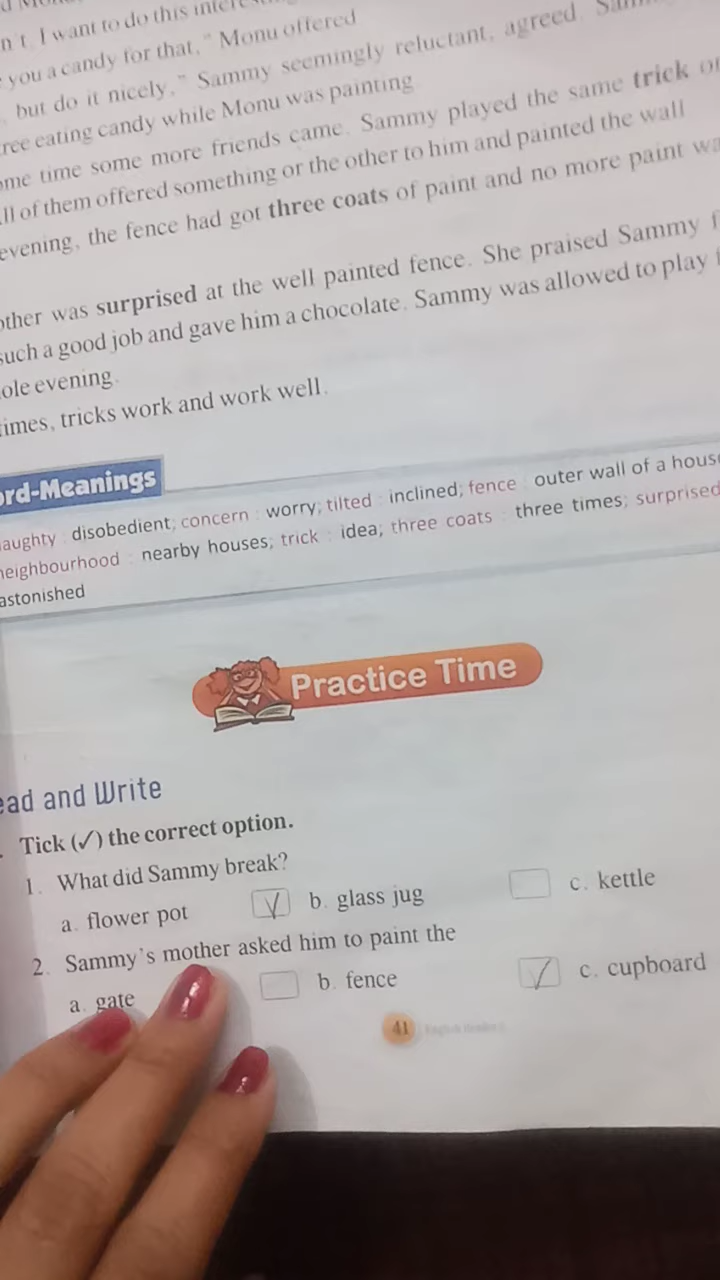 n't. I want to do this
you a candy for that," Monu offered
but do it nicely," Sammy seemingly reluctant, agreed.
ree eating candy while Monu was painting.
ome time some more friends came. Sammy played the same trick
ll of them offered something or the other to him and painted the wall
evening, the fence had got three coats of paint and no more paint
other was surprised at the well painted fence. She praised Sammy
such a good job and gave him a chocolate. Sammy was allowed to play
ole evening.
imes, tricks work and work well.
ord-Meanings
aughty : disobedient; concern : worry; tilted : inclined; fence : outer wall of a house
neighbourhood : nearby houses; trick : idea; three coats : three times; surprised
astonished
Practice Time
ead and Write
Tick (✓) the correct option.
1. What did Sammy break?
a. flower pot b. glass jug c. kettle
2. Sammy's mother asked him to paint the
a. gate b. fence c. cupboard
41 English Readers